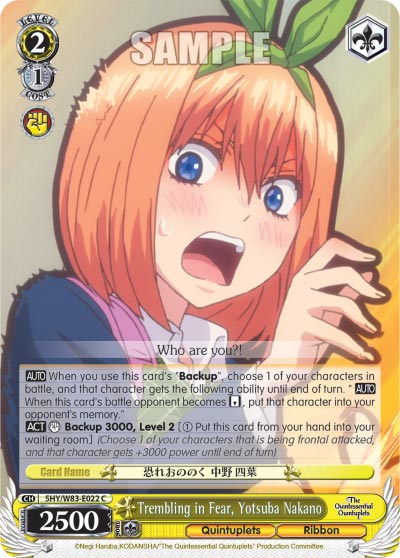 LEVEL
2
SAMPLE
1
COST
Who are you?!
AUTO When you use this card's "Backup", choose 1 of your characters in
battle, and that character gets the following ability until end of turn. "AUTO
When this card's battle opponent becomes [ ], put that character into your
opponent's memory."
ACT Backup 3000, Level 2 [① Put this card from your hand into your
waiting room] (Choose 1 of your characters that is being frontal attacked,
and that character gets +3000 power until end of turn)
Card Name 恐れおののく 中野 四葉
CH 5HY/W83-E022 C
POWER 2500 Trembling in Fear, Yotsuba Nakano
The Quintessential Quintuplets
Quintuplets Ribbon
©Negi Haruba,KODANSHA/"The Quintessential Quintuplets" Production Committee